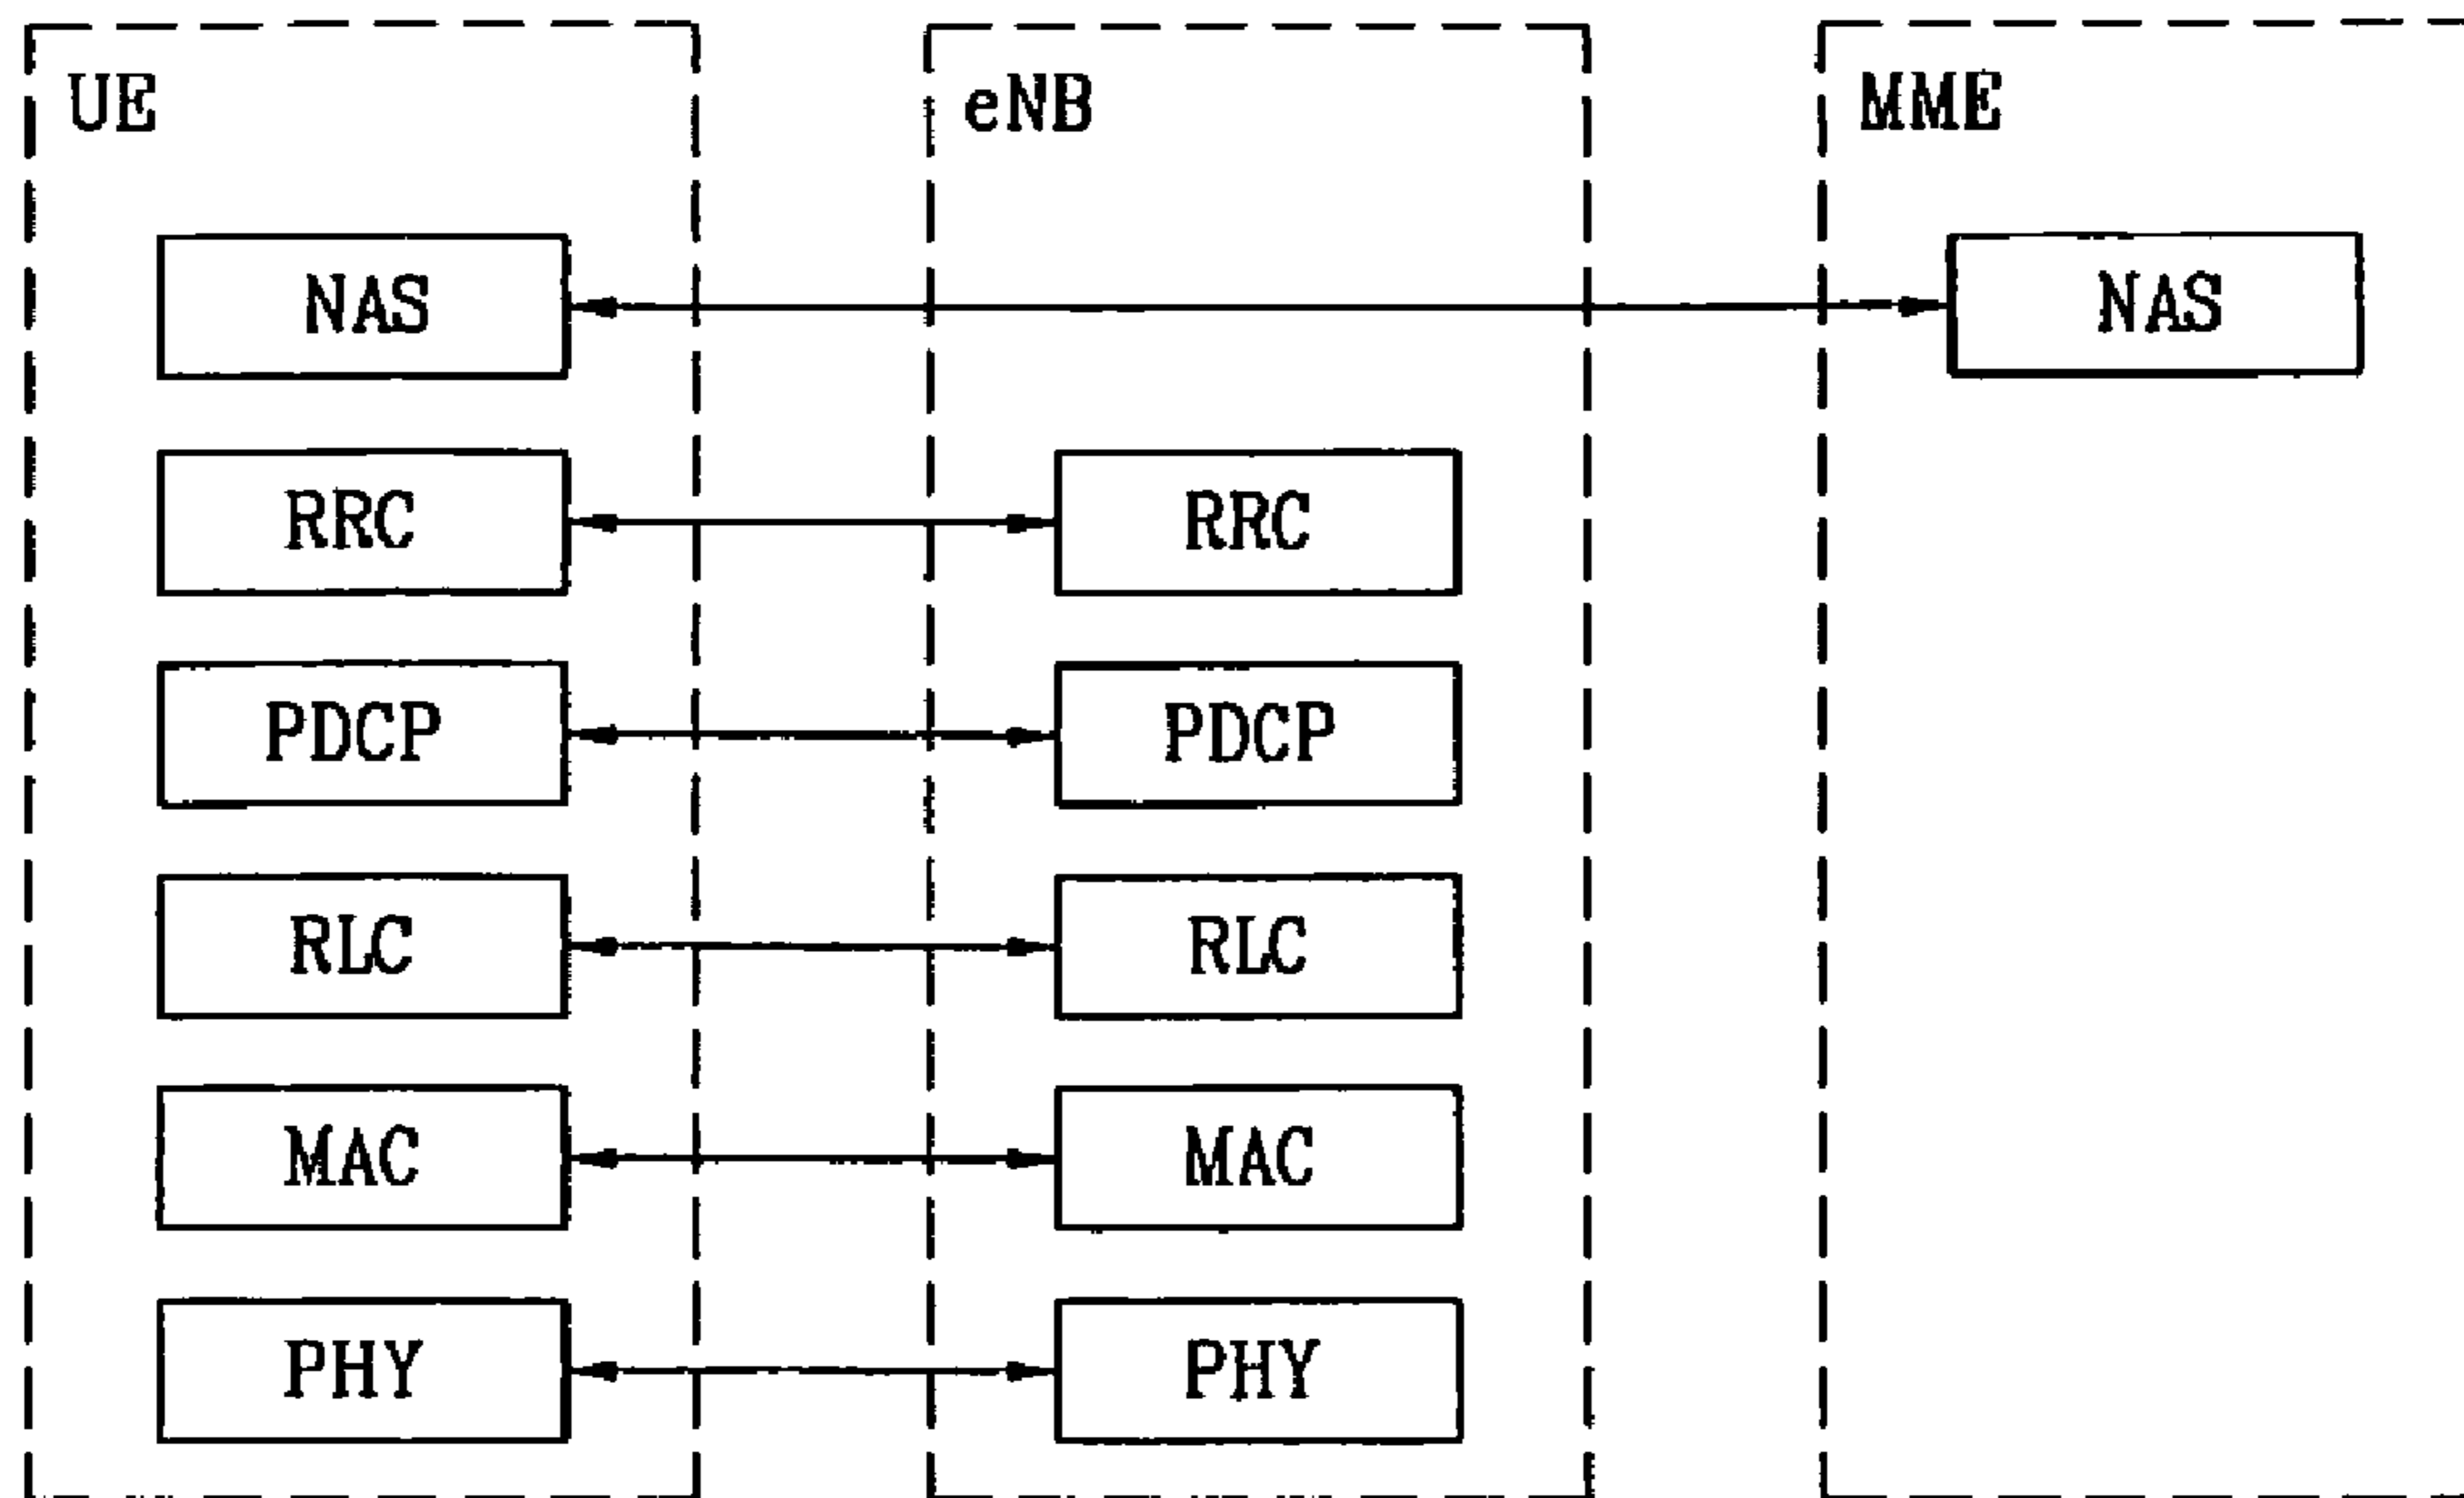 UE
eNB
MME
NAS
NAS
RRC
RRC
PDCP
PDCP
RLC
RLC
MAC
MAC
PHY
PHY